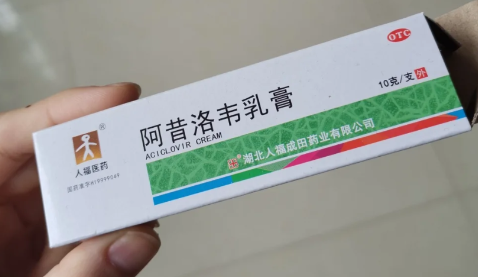 OTC
10克/支 外
阿昔洛韦乳膏
ACICLOVIR CREAM
湖北人福成田药业有限公司
®
人福医药